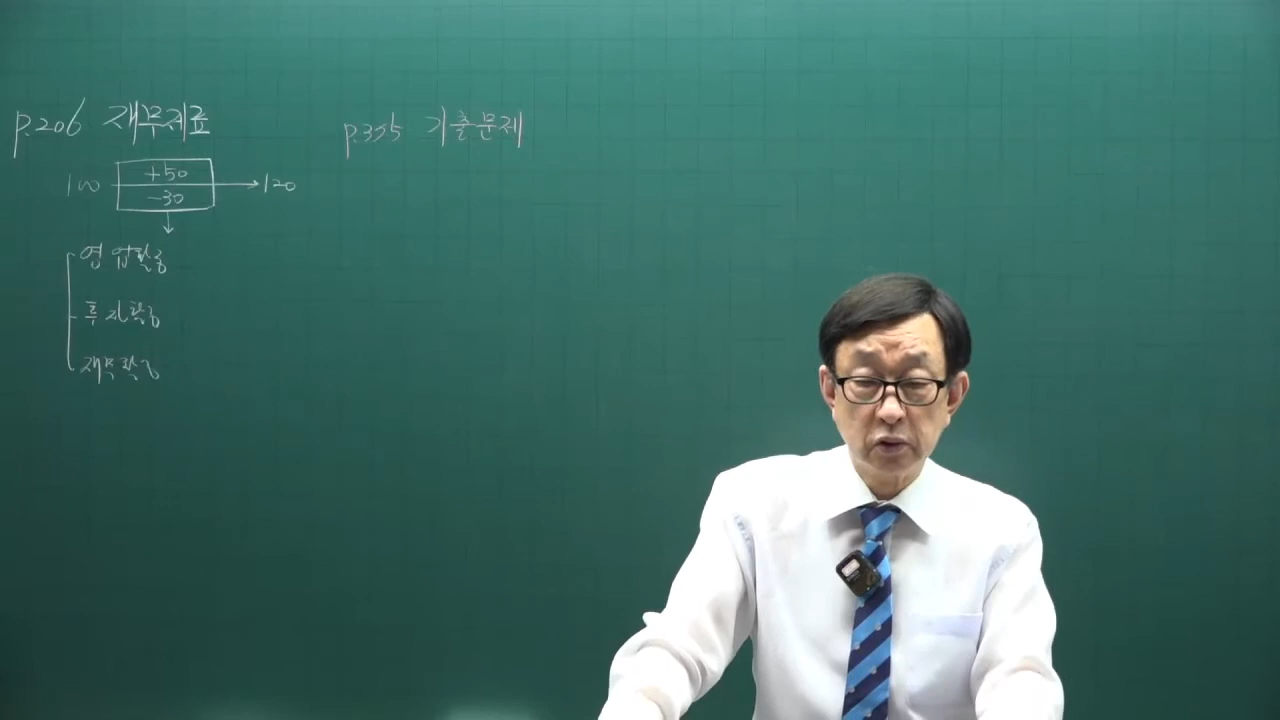 p.206 재무제표
100 +50 → 120
-30
↓
영업활동
투자활동
재무활동
p.355 기출문제